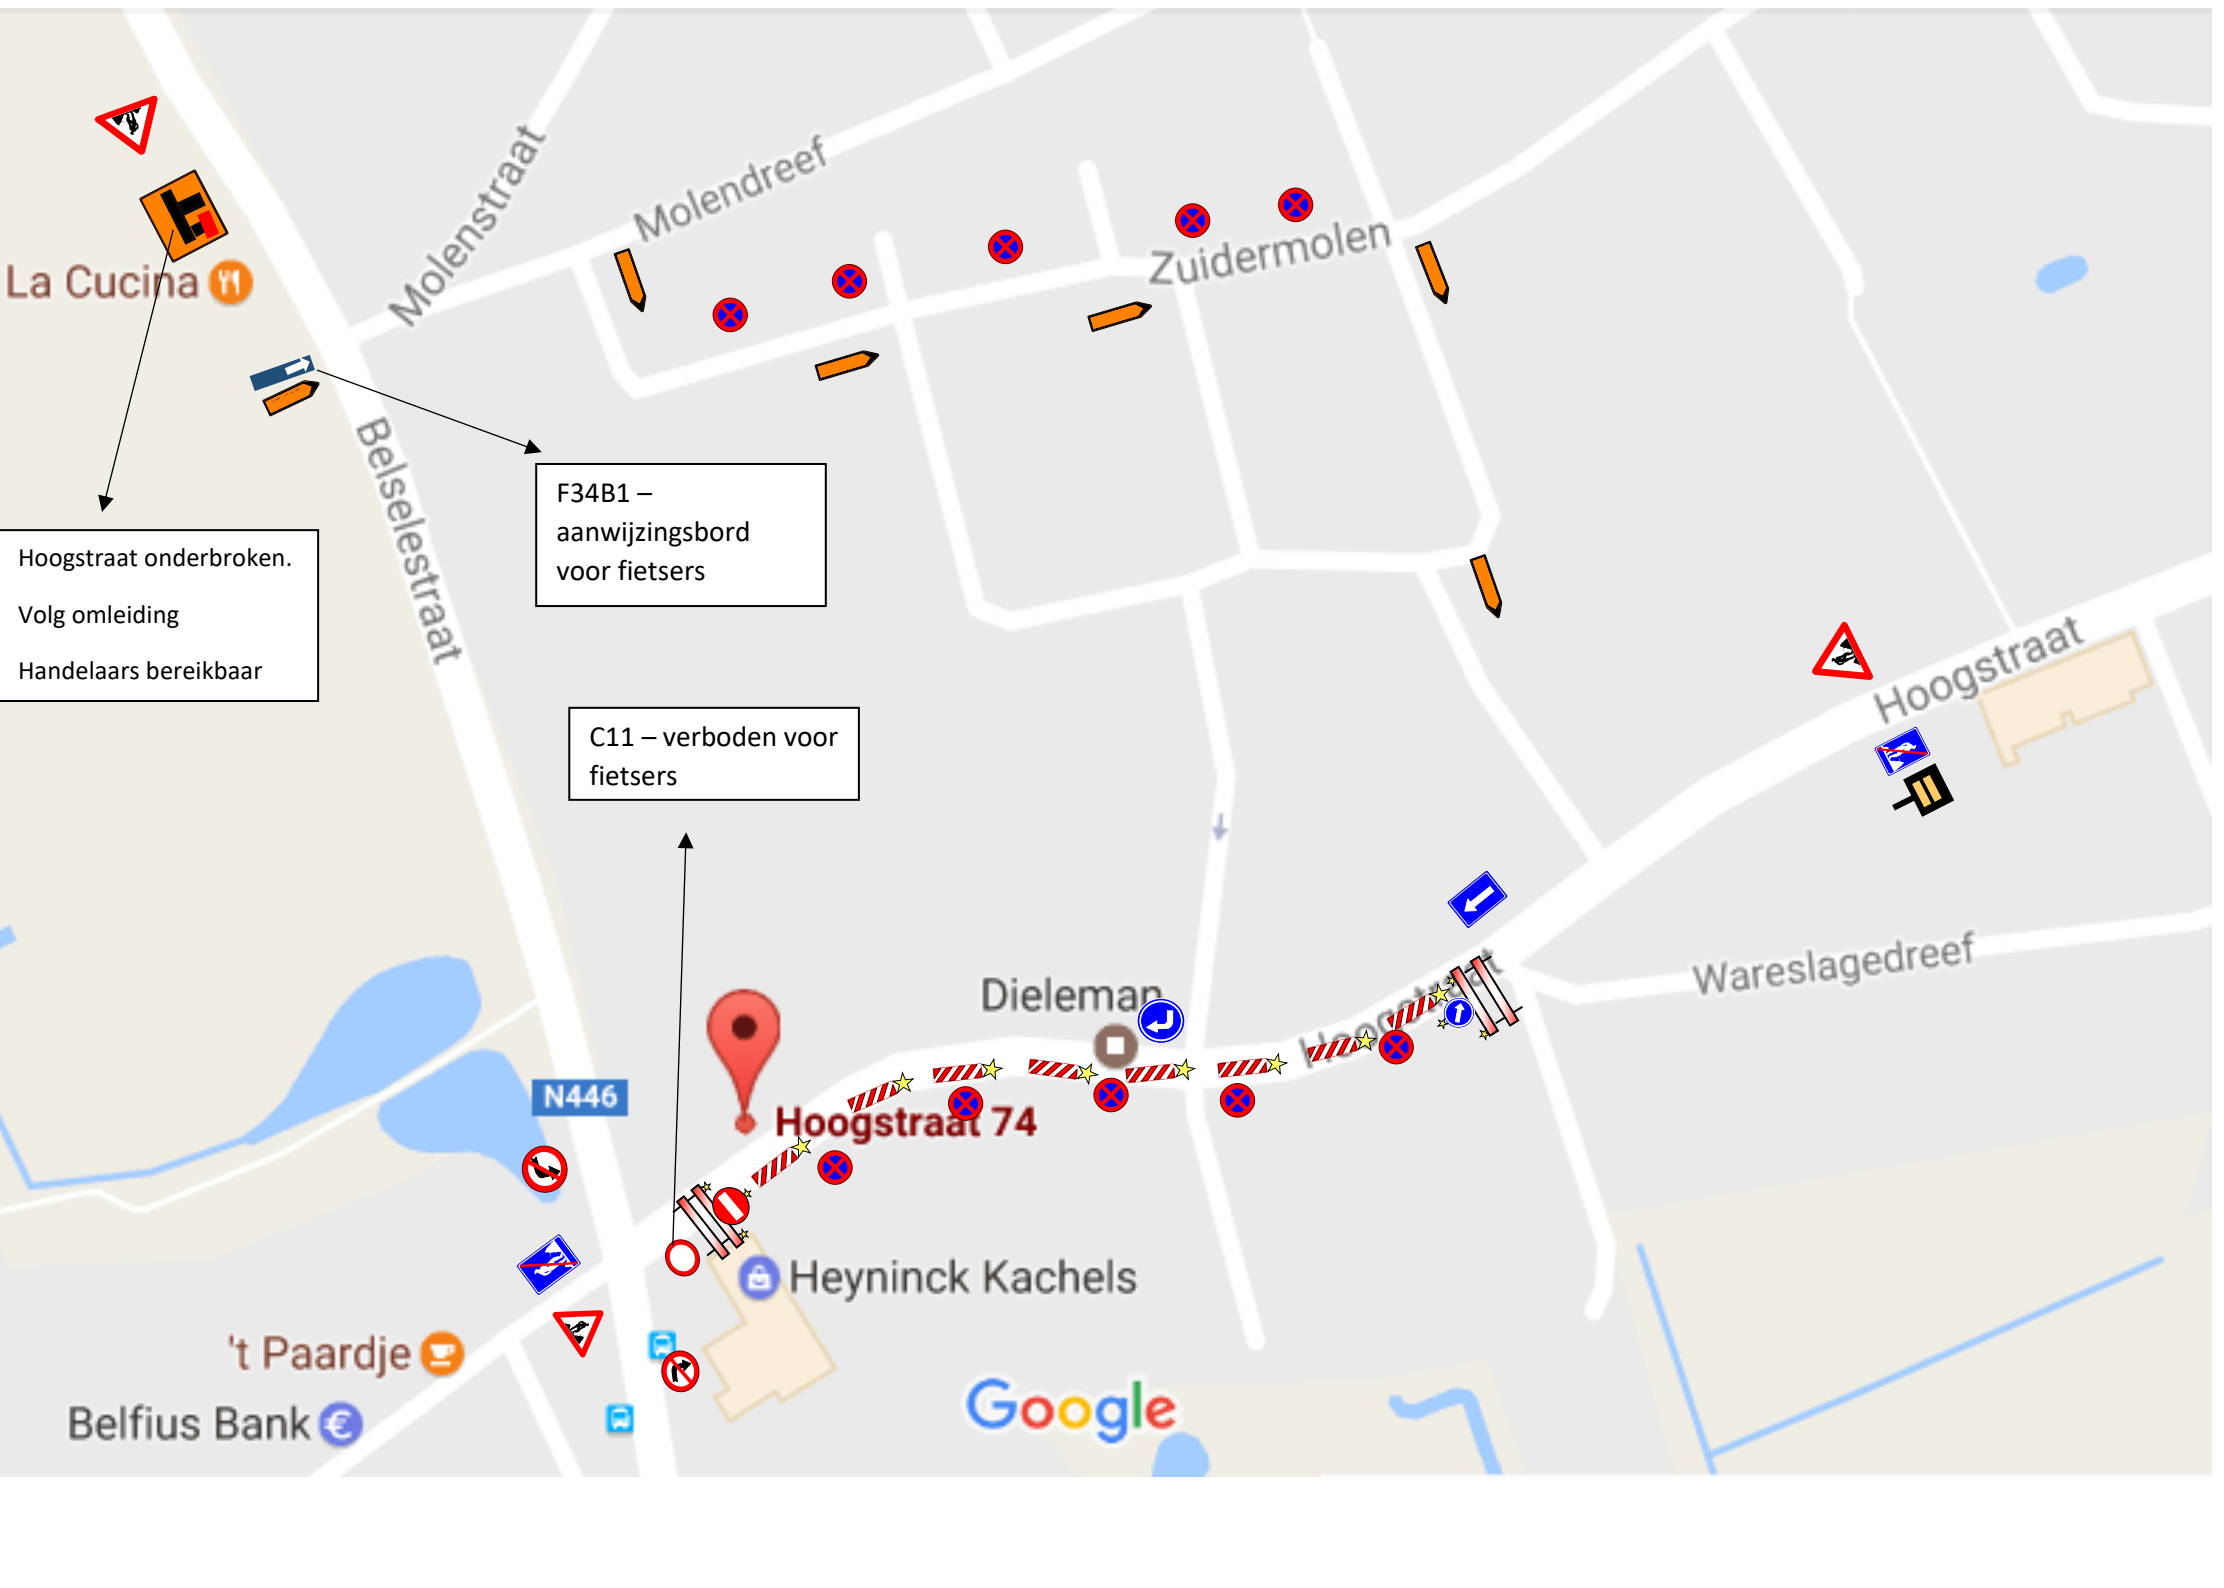 Molenstraat
Molendreef
Zuidermolen
La Cucina
Belselestraat
F34B1 –
aanwijzingsbord
voor fietsers
Hoogstraat onderbroken.
Volg omleiding
Handelaars bereikbaar
C11 – verboden voor
fietsers
Hoogstraat
Wareslagedreef
Dieleman
Hoogstraat
N446
Hoogstraat 74
Heyninck Kachels
't Paardje
Belfius Bank
Google